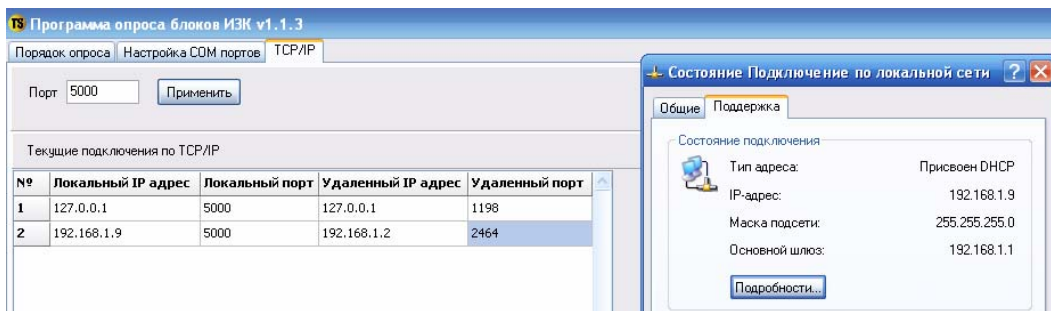 TS Программа опроса блоков ИЗК v1.1.3
Порядок опроса Настройка COM портов TCP/IP
Порт 5000 Применить
Текущие подключения по TCP/IP
№ Локальный IP адрес Локальный порт Удаленный IP адрес Удаленный порт
1 127.0.0.1 5000 127.0.0.1 1198
2 192.168.1.9 5000 192.168.1.2 2464
Состояние Подключение по локальной сети
Общие Поддержка
Состояние подключения
Тип адреса: Присвоен DHCP
IP-адрес: 192.168.1.9
Маска подсети: 255.255.255.0
Основной шлюз: 192.168.1.1
Подробности...